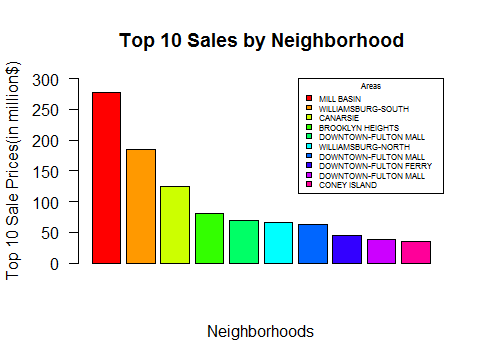 Top 10 Sales by Neighborhood
Top 10 Sale Prices(in million$)
300
250
200
150
100
50
0
Areas
MILL BASIN
WILLIAMSBURG-SOUTH
CANARSIE
BROOKLYN HEIGHTS
DOWNTOWN-FULTON MALL
WILLIAMSBURG-NORTH
DOWNTOWN-FULTON MALL
DOWNTOWN-FULTON FERRY
DOWNTOWN-FULTON MALL
CONEY ISLAND
Neighborhoods